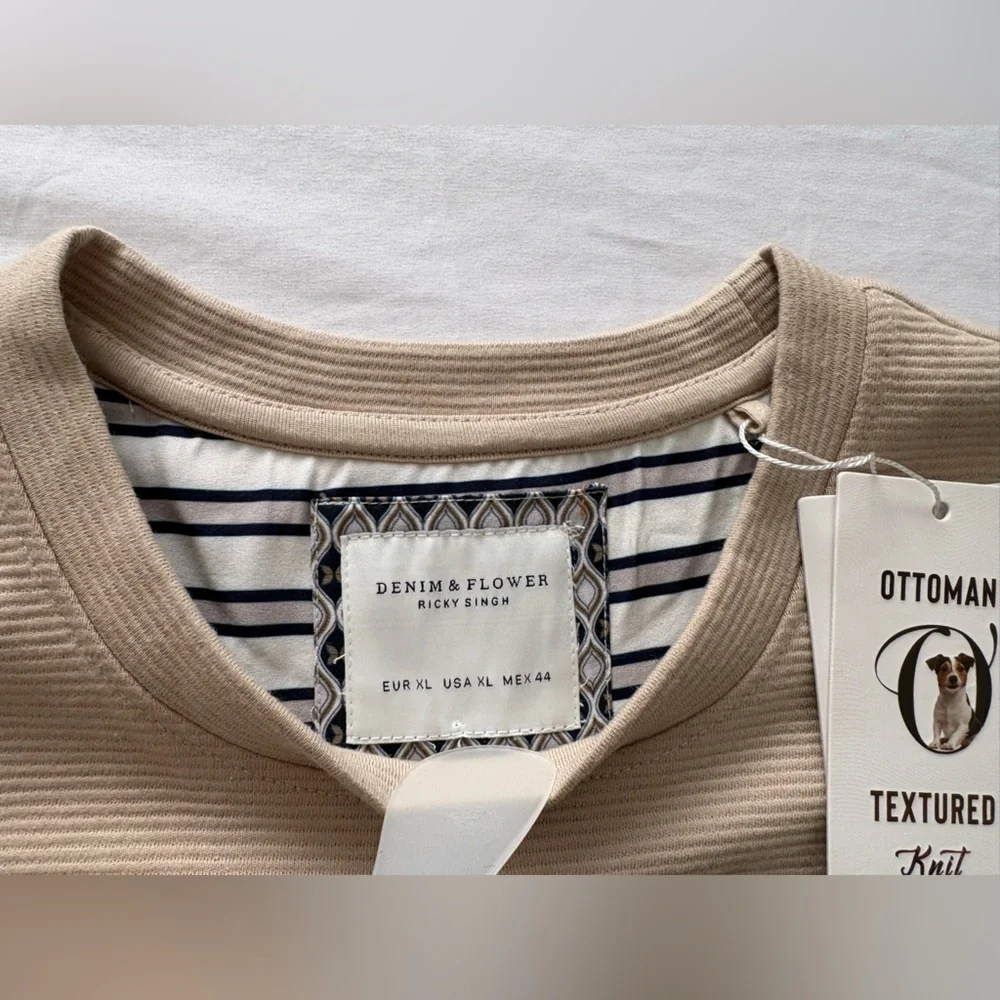 DENIM & FLOWER
RICKY SINGH
EUR XL USA XL MEX 44
OTTOMAN
O
TEXTURED
Knit